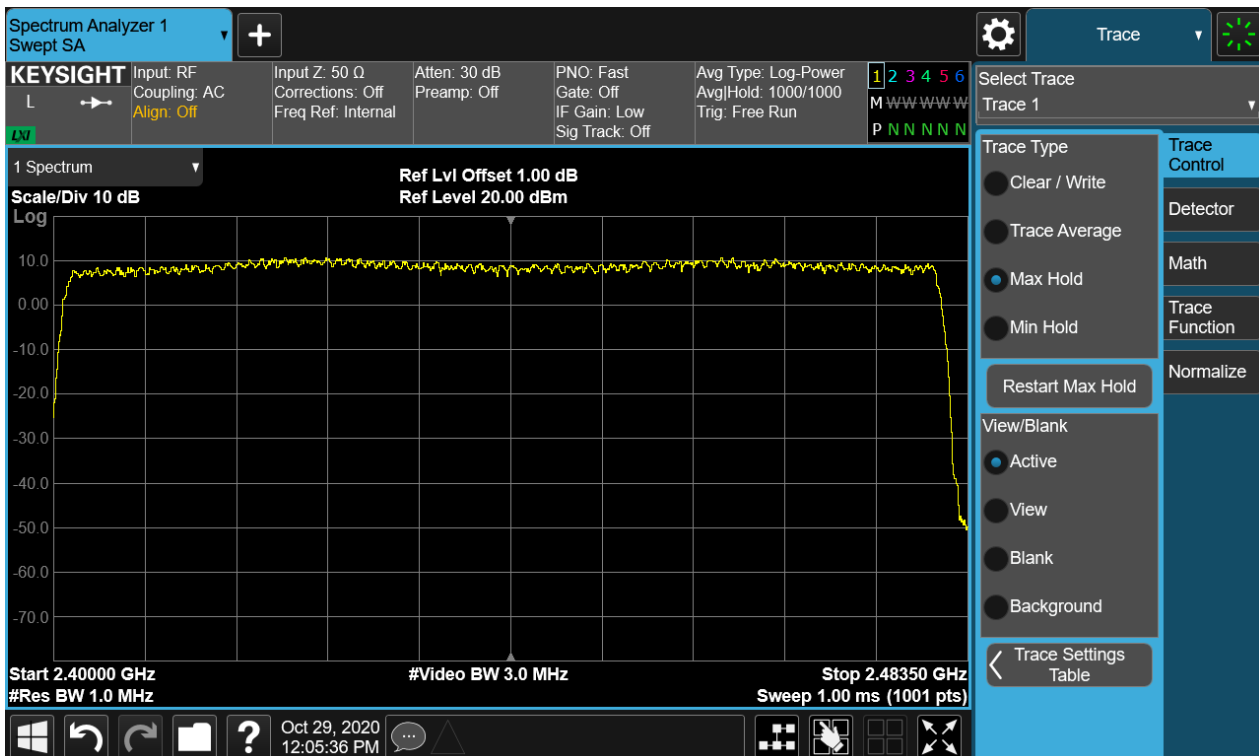 Spectrum Analyzer 1
Swept SA
+
Trace
KEYSIGHT
L
LXI
Input: RF
Coupling: AC
Align: Off
Input Z: 50 Ω
Corrections: Off
Freq Ref: Internal
Atten: 30 dB
Preamp: Off
PNO: Fast
Gate: Off
IF Gain: Low
Sig Track: Off
Avg Type: Log-Power
Avg|Hold: 1000/1000
Trig: Free Run
1 2 3 4 5 6
M W W W W W
P N N N N N
1 Spectrum
Scale/Div 10 dB
Log
Ref Lvl Offset 1.00 dB
Ref Level 20.00 dBm
10.0
0.00
-10.0
-20.0
-30.0
-40.0
-50.0
-60.0
-70.0
Start 2.40000 GHz
#Res BW 1.0 MHz
#Video BW 3.0 MHz
Stop 2.48350 GHz
Sweep 1.00 ms (1001 pts)
Select Trace
Trace 1
Trace Type
Clear / Write
Trace Average
Max Hold
Min Hold
Restart Max Hold
View/Blank
Active
View
Blank
Background
Trace Settings
Table
Trace
Control
Detector
Math
Trace
Function
Normalize
?
Oct 29, 2020
12:05:36 PM